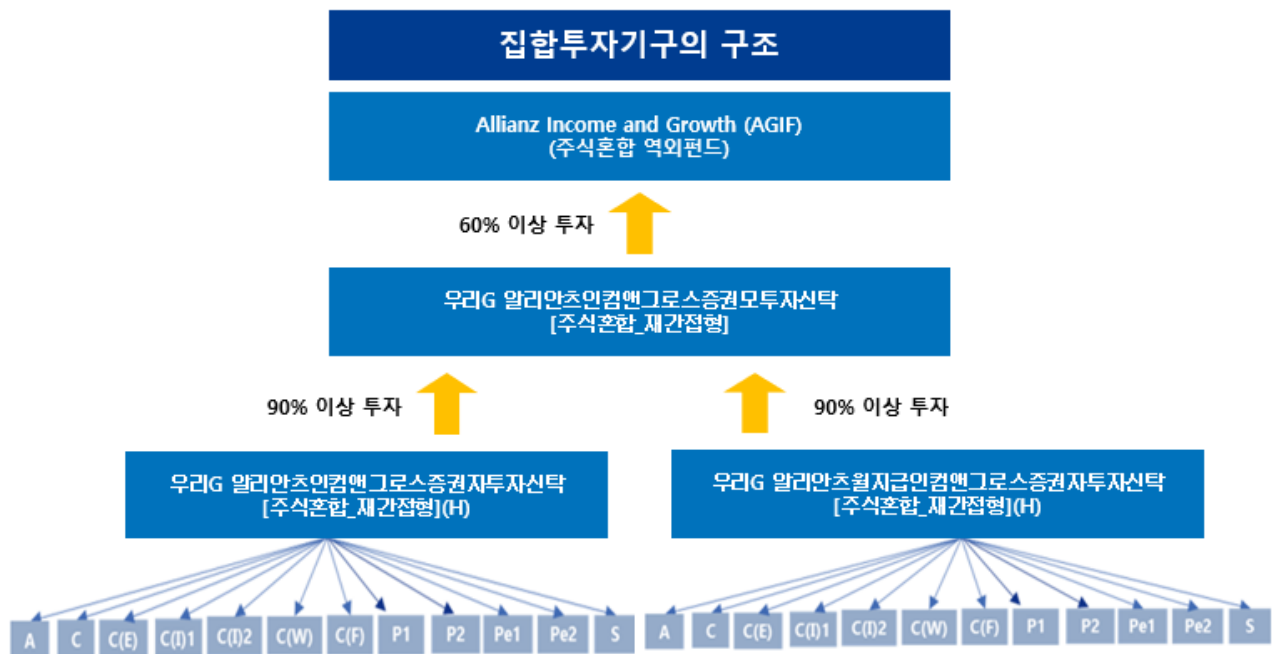 집합투자기구의 구조
Allianz Income and Growth (AGIF)
(주식혼합 역외펀드)
60% 이상 투자
우리G 알리안츠인컴앤그로스증권모투자신탁
[주식혼합_재간접형]
90% 이상 투자
90% 이상 투자
우리G 알리안츠인컴앤그로스증권자투자신탁
[주식혼합_재간접형](H)
우리G 알리안츠월지급인컴앤그로스증권자투자신탁
[주식혼합_재간접형](H)
A C C(E) C(I)1 C(I)2 C(W) C(F) P1 P2 Pe1 Pe2 S
A C C(E) C(I)1 C(I)2 C(W) C(F) P1 P2 Pe1 Pe2 S